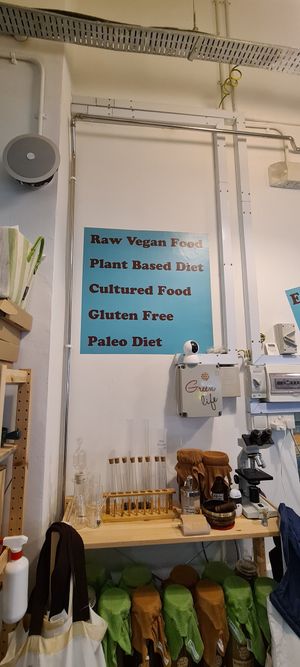 Raw Vegan Food
Plant Based Diet
Cultured Food
Gluten Free
Paleo Diet
Green
life
E